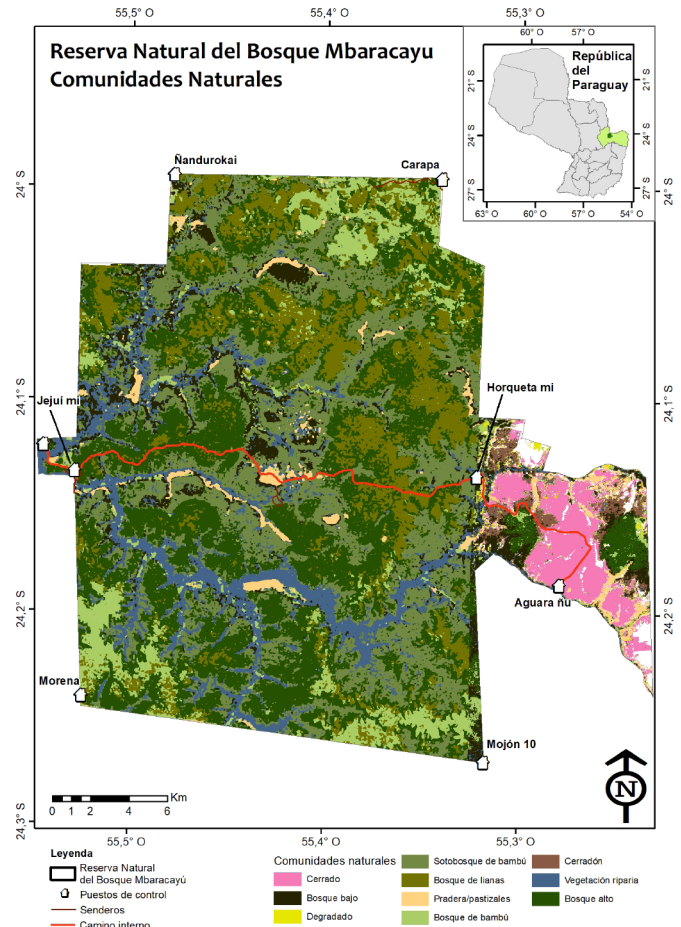 55,5° O
55,4° O
55,3° O
Reserva Natural del Bosque Mbaracayu
Comunidades Naturales
60° O
57° O
República
del
Paraguay
21° S
24° S
27° S
21° S
24° S
27° S
63° O
60° O
57° O
54° O
24° S
24° S
Ñandurokai
Carapa
24,1° S
24,1° S
Jejuí mi
Horqueta mi
24,2° S
24,2° S
Aguara ñu
Morena
Mojón 10
N
Km
0 1 2 4 6
24,3° S
55,5° O
55,4° O
55,3° O
Leyenda
Reserva Natural
del Bosque Mbaracayú
Puestos de control
Senderos
Camino interno
Comunidades naturales
Cerrado
Bosque bajo
Degradado
Sotobosque de bambú
Bosque de lianas
Pradera/pastizales
Bosque de bambú
Cerradón
Vegetación riparia
Bosque alto